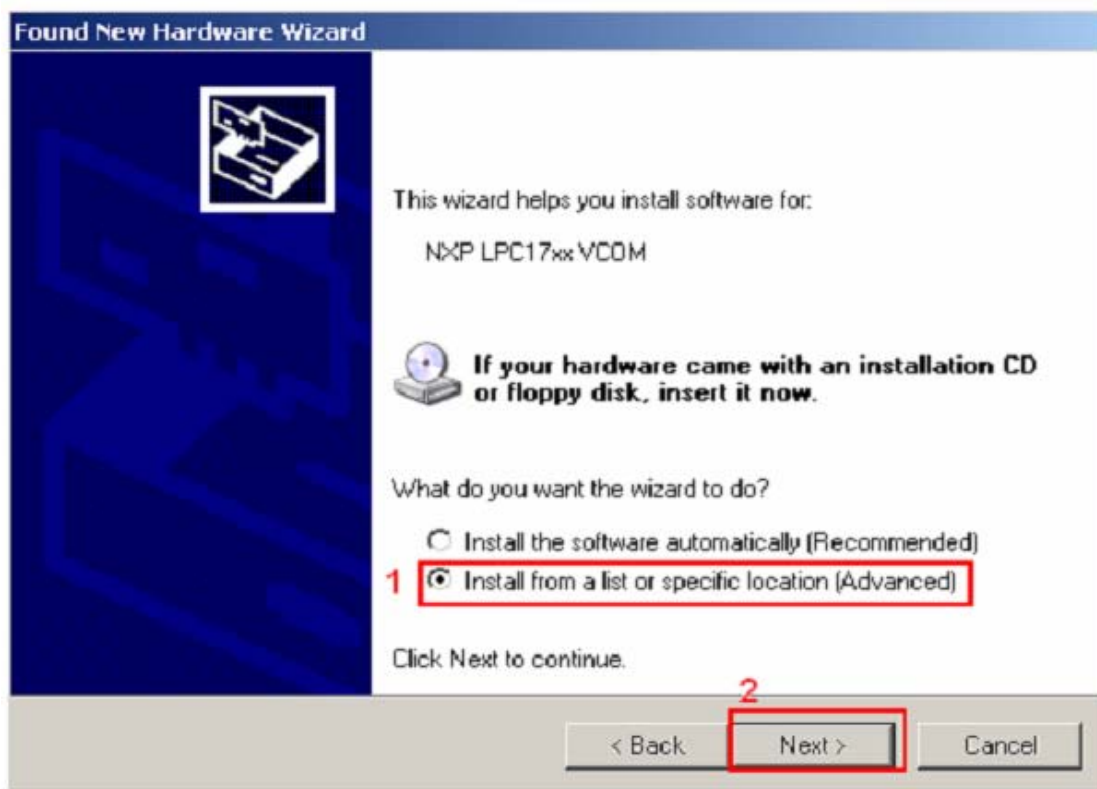 Found New Hardware Wizard
This wizard helps you install software for:
NXP LPC17xx VCOM
If your hardware came with an installation CD
or floppy disk, insert it now.
What do you want the wizard to do?
Install the software automatically (Recommended)
1 Install from a list or specific location (Advanced)
Click Next to continue.
2
< Back Next > Cancel